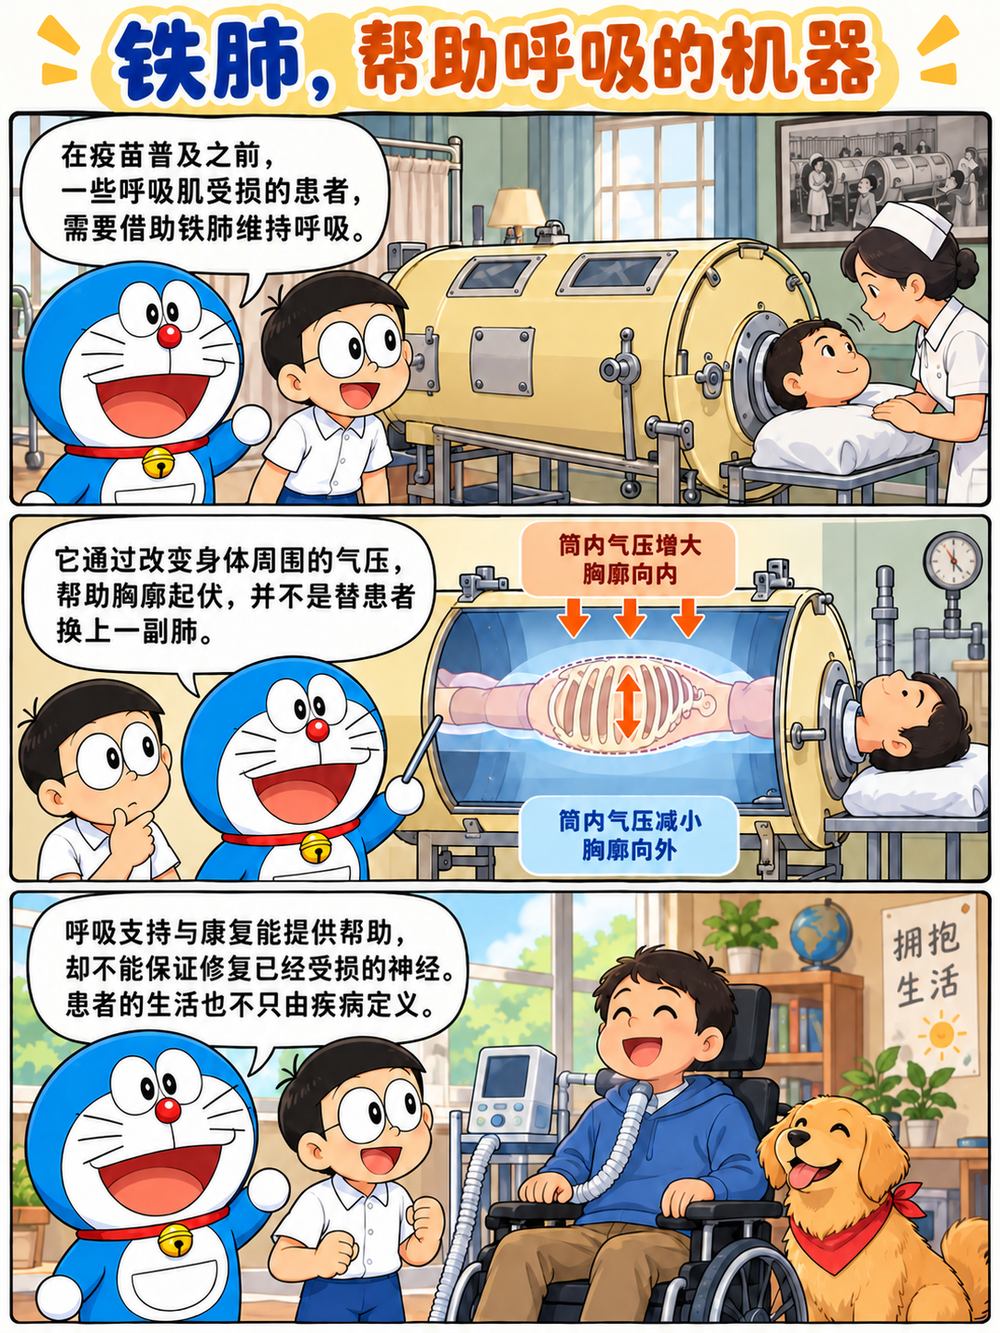 铁肺，帮助呼吸的机器
在疫苗普及之前，
一些呼吸肌受损的患者，
需要借助铁肺维持呼吸。
它通过改变身体周围的气压，
帮助胸廓起伏，并不是替患者
换上一副肺。
筒内气压增大
胸廓向内
筒内气压减小
胸廓向外
呼吸支持与康复能提供帮助，
却不能保证修复已经受损的神经。
患者的生活也不只由疾病定义。
拥抱
生活